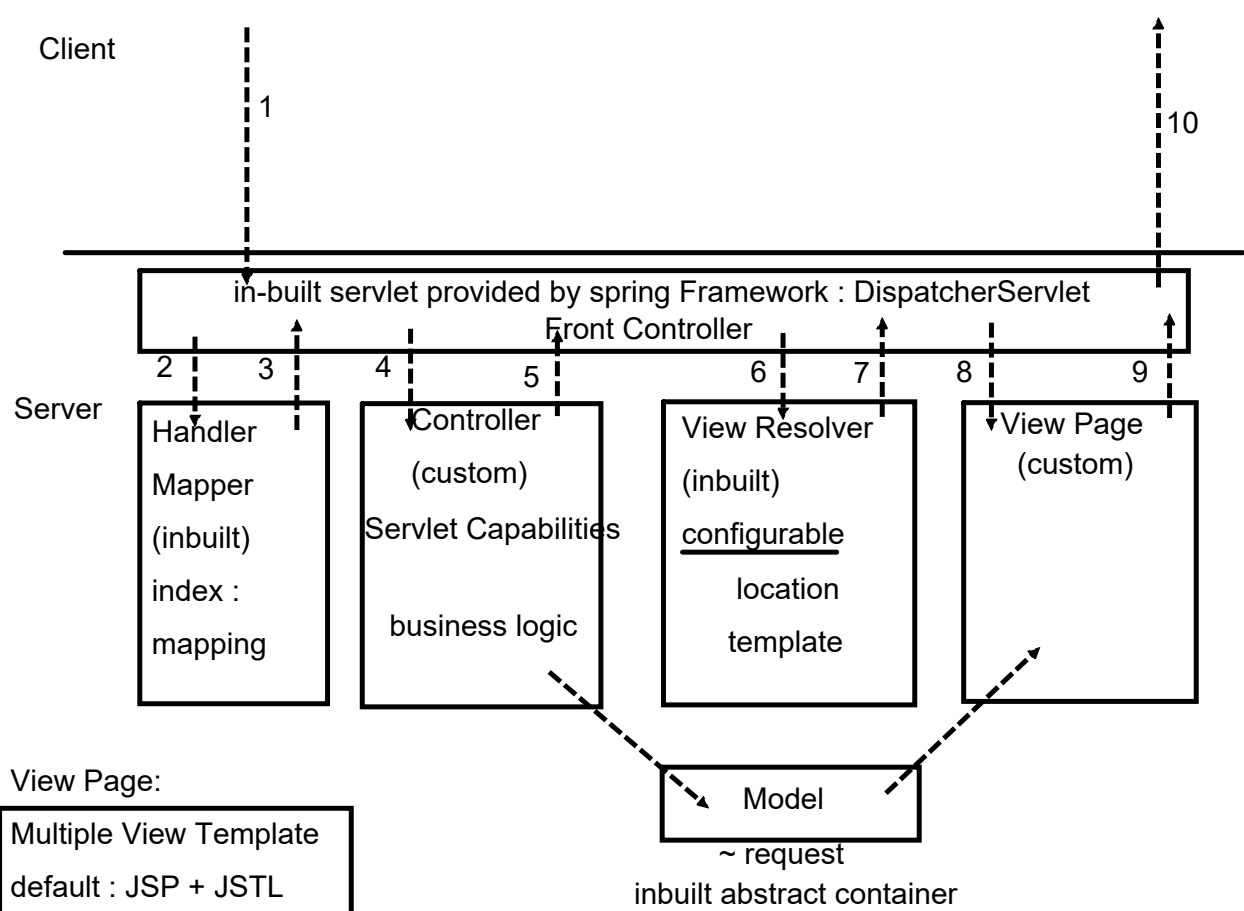 Client
1
10
in-built servlet provided by spring Framework : DispatcherServlet
Front Controller
2
3
4
5
6
7
8
9
Server
Handler
Mapper
(inbuilt)
index :
mapping
Controller
(custom)
Servlet Capabilities
business logic
View Resolver
(inbuilt)
configurable
location
template
View Page
(custom)
Model
~ request
inbuilt abstract container
View Page:
Multiple View Template
default : JSP + JSTL